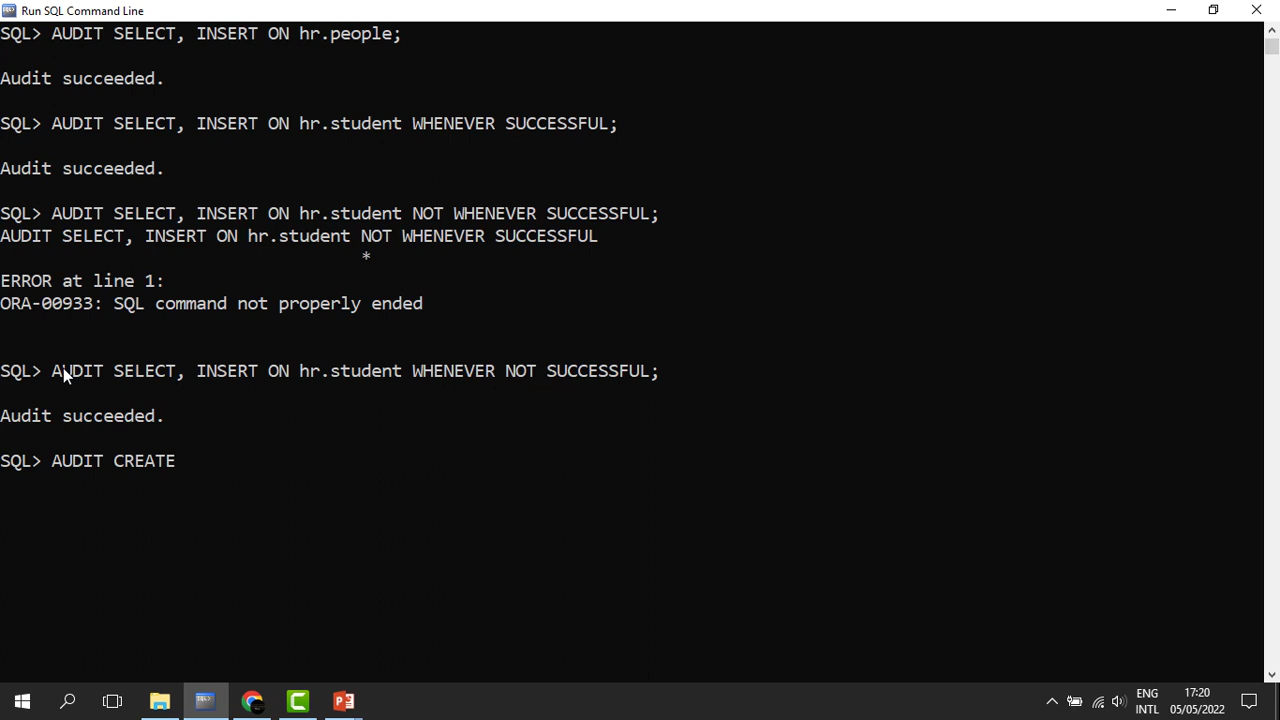 Run SQL Command Line
SQL> AUDIT SELECT, INSERT ON hr.people;
Audit succeeded.
SQL> AUDIT SELECT, INSERT ON hr.student WHENEVER SUCCESSFUL;
Audit succeeded.
SQL> AUDIT SELECT, INSERT ON hr.student NOT WHENEVER SUCCESSFUL;
AUDIT SELECT, INSERT ON hr.student NOT WHENEVER SUCCESSFUL
*
ERROR at line 1:
ORA-00933: SQL command not properly ended
SQL> AUDIT SELECT, INSERT ON hr.student WHENEVER NOT SUCCESSFUL;
Audit succeeded.
SQL> AUDIT CREATE
ENG
INTL
17:20
05/05/2022